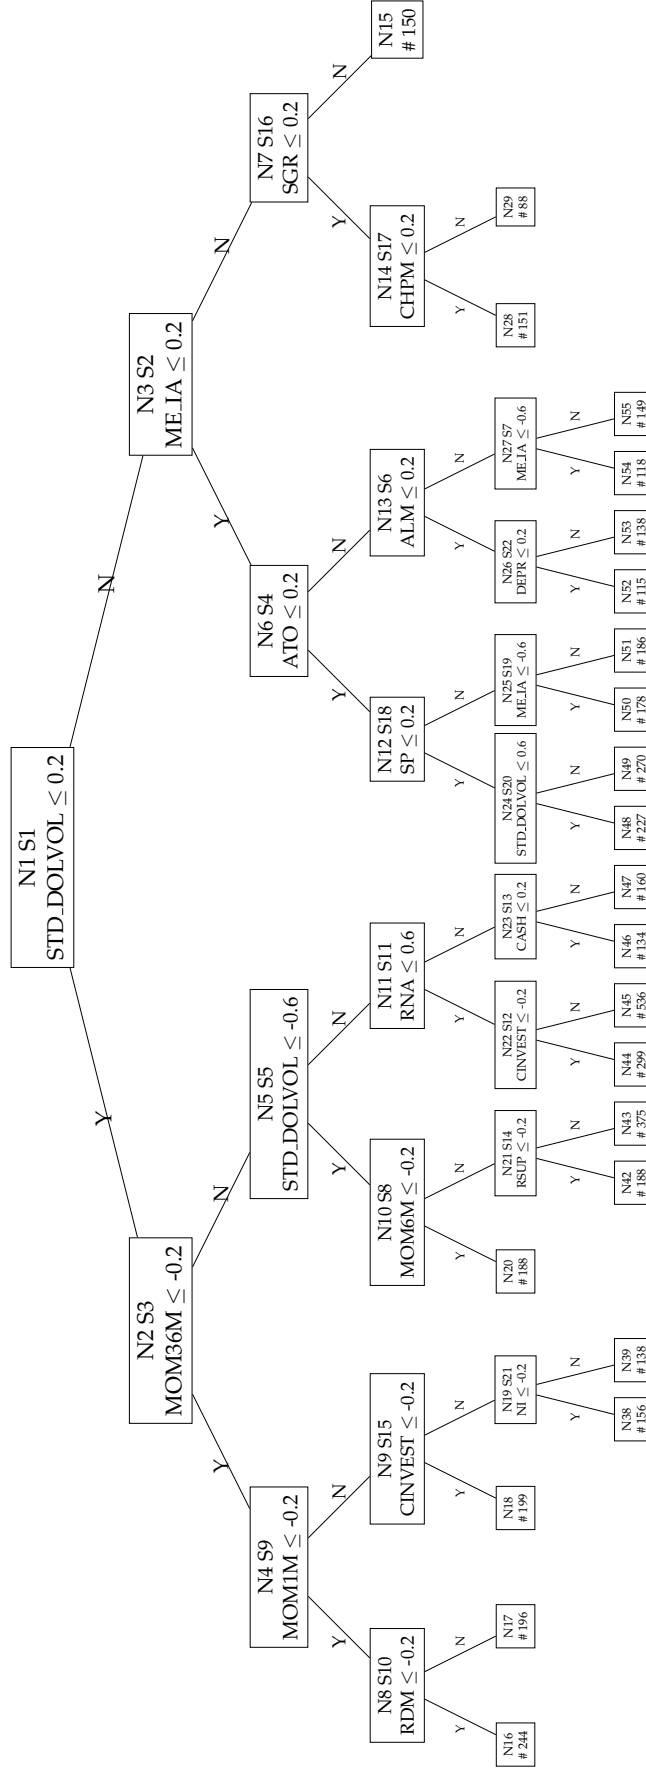 N1 S1
STD_DOLVOL ≤ 0.2
Y
N
N2 S3
MOM36M ≤ -0.2
N3 S2
ME_IA ≤ 0.2
Y
N
Y
N
N4 S9
MOM1M ≤ -0.2
N5 S5
STD_DOLVOL ≤ -0.6
N6 S4
ATO ≤ 0.2
N7 S16
SGR ≤ 0.2
Y
N
Y
N
Y
N
Y
N
N8 S10
RDM ≤ -0.2
N9 S15
CINVEST ≤ -0.2
N10 S8
MOM6M ≤ -0.2
N11 S11
RNA ≤ 0.6
N12 S18
SP ≤ 0.2
N13 S6
ALM ≤ 0.2
N14 S17
CHPM ≤ 0.2
N15
# 150
Y
N
Y
N
Y
N
Y
N
Y
N
Y
N
Y
N
N16
# 244
N17
# 196
N18
# 199
N19 S21
NI ≤ -0.2
N20
# 188
N21 S14
RSUP ≤ -0.2
N22 S12
CINVEST ≤ -0.2
N23 S13
CASH ≤ 0.2
N24 S20
STD_DOLVOL ≤ 0.6
N25 S19
ME_IA ≤ -0.6
N26 S22
DEPR ≤ 0.2
N27 S7
ME_IA ≤ -0.6
N28
# 151
N29
# 88
Y
N
Y
N
Y
N
Y
N
Y
N
Y
N
Y
N
Y
N
N38
# 156
N39
# 138
N42
# 188
N43
# 375
N44
# 299
N45
# 536
N46
# 134
N47
# 160
N48
# 227
N49
# 270
N50
# 178
N51
# 186
N52
# 115
N53
# 138
N54
# 118
N55
# 149